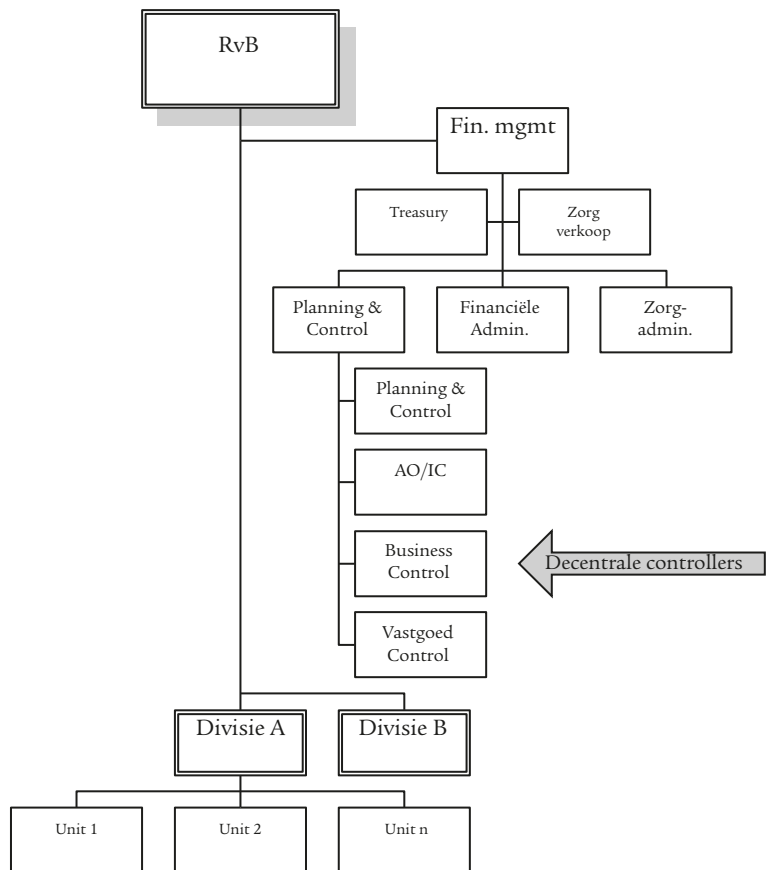 RvB
Fin. mgmt
Treasury
Zorg
verkoop
Planning &
Control
Financiële
Admin.
Zorg-
admin.
Planning &
Control
AO/IC
Business
Control
Decentrale controllers
Vastgoed
Control
Divisie A
Divisie B
Unit 1
Unit 2
Unit n